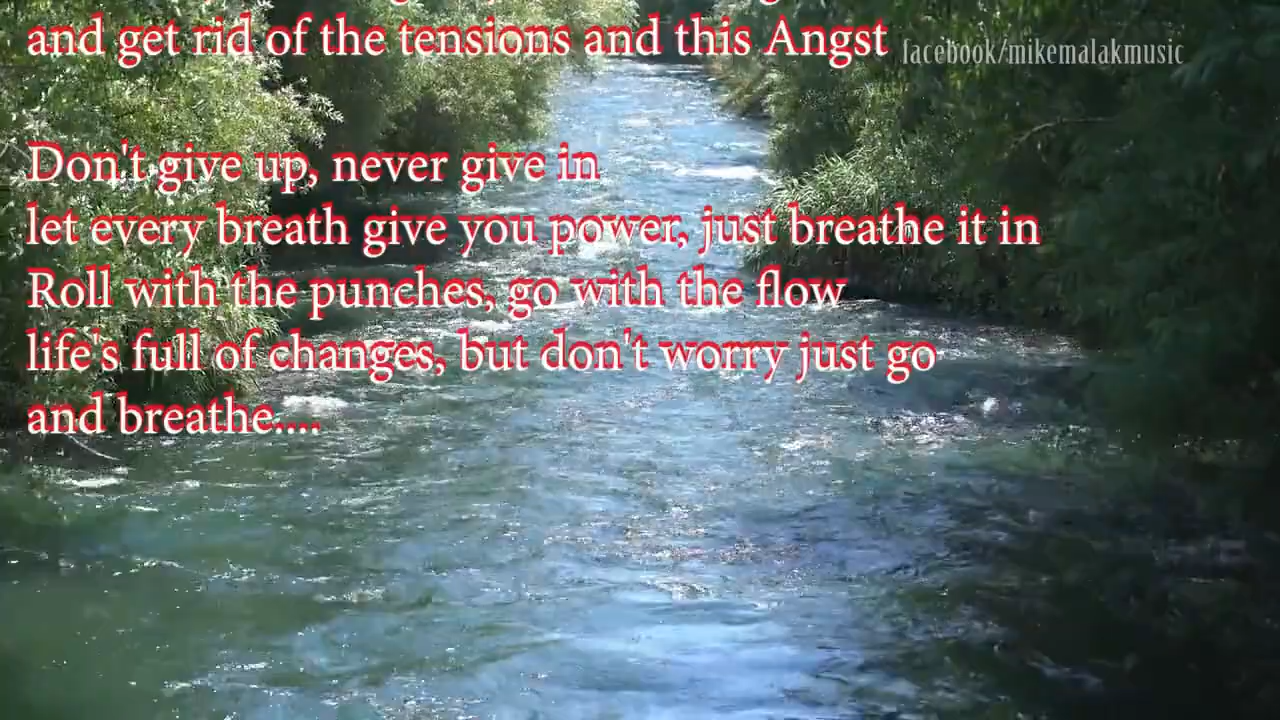 and get rid of the tensions and this Angst
facebook/mikemalakmusic
Don't give up, never give in
let every breath give you power, just breathe it in
Roll with the punches, go with the flow
life's full of changes, but don't worry just go
and breathe....